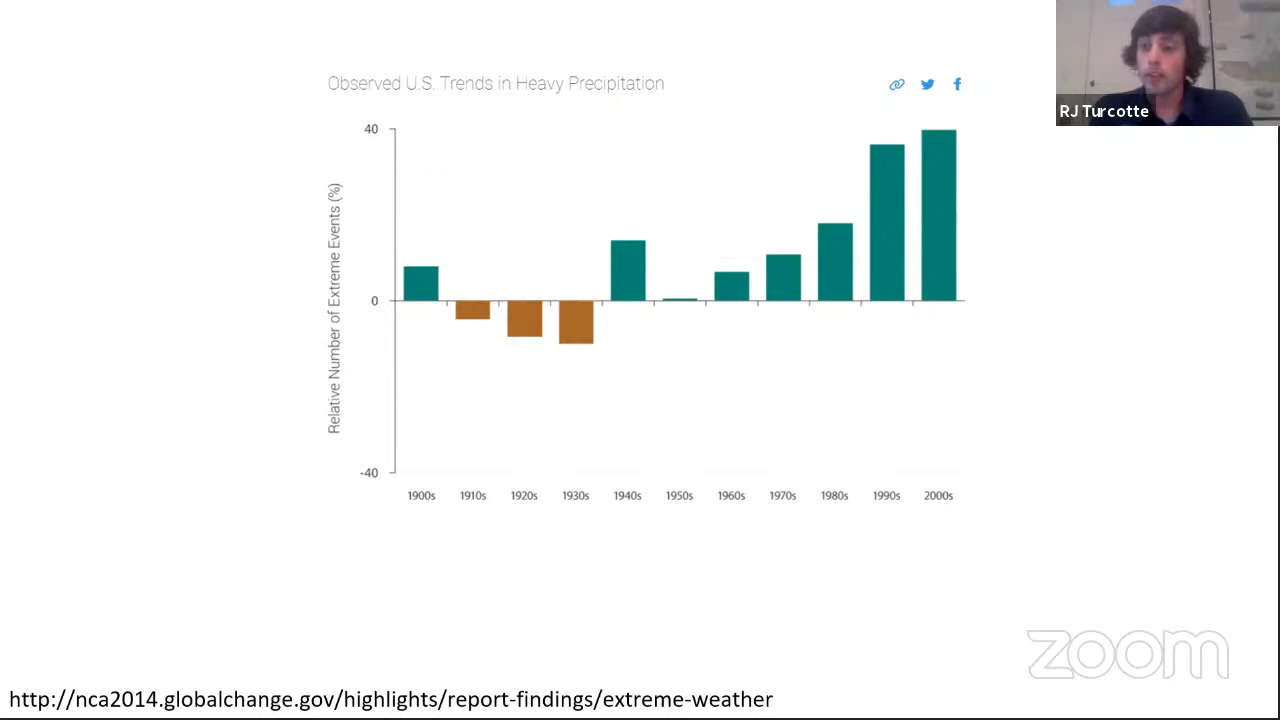 RJ Turcotte
Observed U.S. Trends in Heavy Precipitation
Relative Number of Extreme Events (%)
40
0
-40
1900s 1910s 1920s 1930s 1940s 1950s 1960s 1970s 1980s 1990s 2000s
zoom
http://nca2014.globalchange.gov/highlights/report-findings/extreme-weather